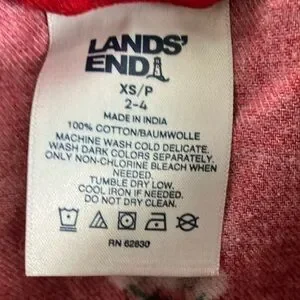 LANDS'
END
XS/P
2-4
MADE IN INDIA
100% COTTON/BAUMWOLLE
MACHINE WASH COLD DELICATE.
WASH DARK COLORS SEPARATELY.
ONLY NON-CHLORINE BLEACH WHEN
NEEDED.
TUMBLE DRY LOW.
COOL IRON IF NEEDED.
DO NOT DRY CLEAN.
RN 62830